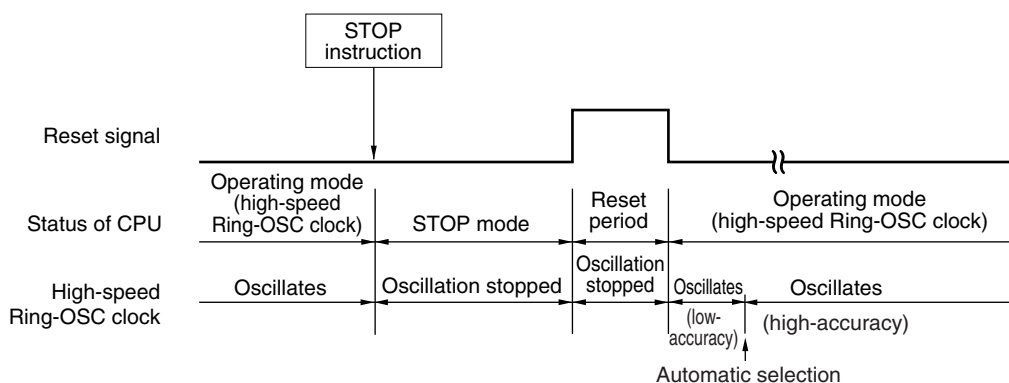 STOP
instruction
Reset signal
Operating mode
(high-speed
Ring-OSC clock)
Status of CPU
STOP mode
Reset
period
Operating mode
(high-speed Ring-OSC clock)
High-speed
Ring-OSC clock
Oscillates
Oscillation stopped
Oscillation
stopped
Oscillates
(low-
accuracy)
Oscillates
(high-accuracy)
Automatic selection